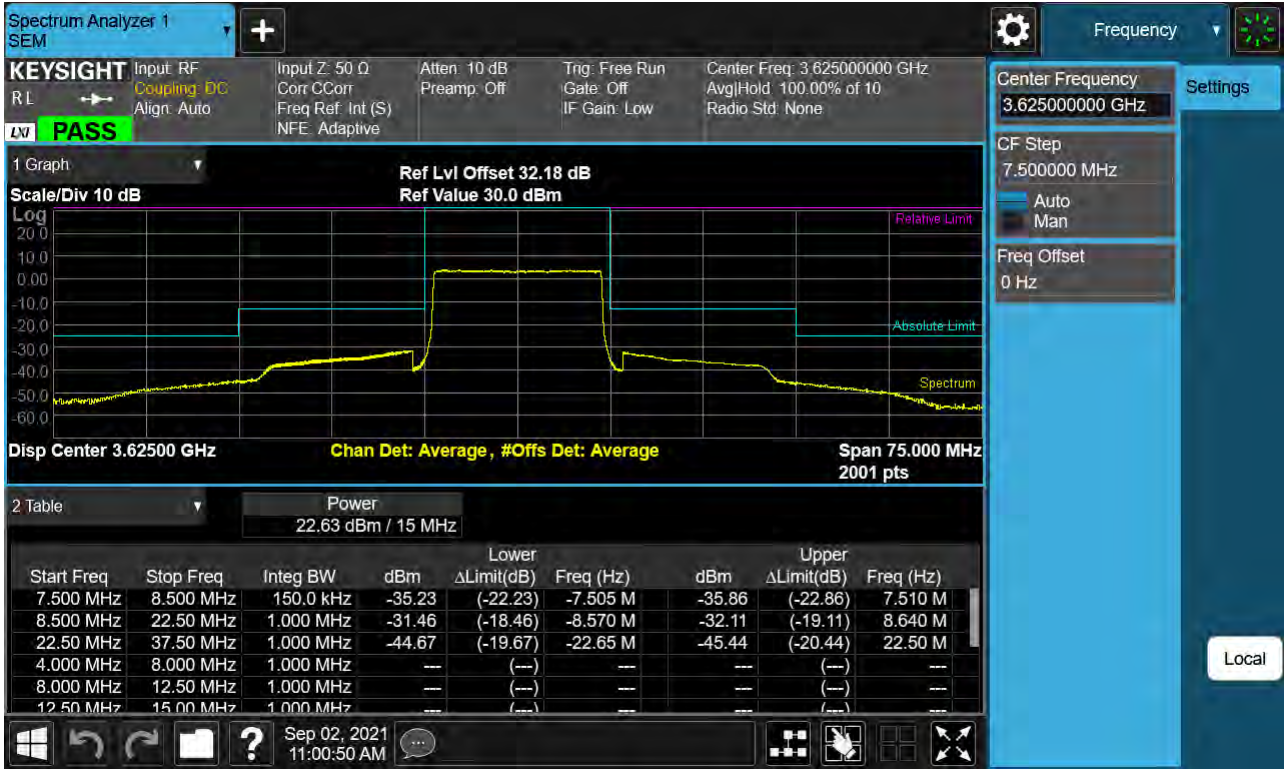 Spectrum Analyzer 1
SEM
Frequency
KEYSIGHT
Input: RF
Coupling: DC
Align: Auto
Input Z: 50 Ω
Corr CCorr
Freq Ref: Int (S)
NFE: Adaptive
Atten: 10 dB
Preamp: Off
Trig: Free Run
Gate: Off
IF Gain: Low
Center Freq: 3.625000000 GHz
Avg|Hold: 100.00% of 10
Radio Std: None
R L
LXI PASS
Center Frequency
3.625000000 GHz
Settings
CF Step
7.500000 MHz
Auto
Man
Freq Offset
0 Hz
1 Graph
Scale/Div 10 dB
Ref Lvl Offset 32.18 dB
Ref Value 30.0 dBm
Log
20.0
10.0
0.00
-10.0
-20.0
-30.0
-40.0
-50.0
-60.0
Relative Limit
Absolute Limit
Spectrum
Disp Center 3.62500 GHz
Chan Det: Average, #Offs Det: Average
Span 75.000 MHz
2001 pts
2 Table
Power
22.63 dBm / 15 MHz
Lower Upper
Start Freq Stop Freq Integ BW dBm ΔLimit(dB) Freq (Hz) dBm ΔLimit(dB) Freq (Hz)
7.500 MHz 8.500 MHz 150.0 kHz -35.23 (-22.23) -7.505 M -35.86 (-22.86) 7.510 M
8.500 MHz 22.50 MHz 1.000 MHz -31.46 (-18.46) -8.570 M -32.11 (-19.11) 8.640 M
22.50 MHz 37.50 MHz 1.000 MHz -44.67 (-19.67) -22.65 M -45.44 (-20.44) 22.50 M
4.000 MHz 8.000 MHz 1.000 MHz --- (---) --- --- (---) ---
8.000 MHz 12.50 MHz 1.000 MHz --- (---) --- --- (---) ---
12.50 MHz 15.00 MHz 1.000 MHz --- (---) --- --- (---) ---
Local
? Sep 02, 2021
11:00:50 AM